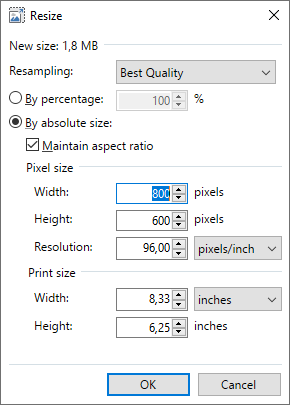 Resize
New size: 1,8 MB
Resampling: Best Quality
By percentage: 100 %
By absolute size:
Maintain aspect ratio
Pixel size
Width: 800 pixels
Height: 600 pixels
Resolution: 96,00 pixels/inch
Print size
Width: 8,33 inches
Height: 6,25 inches
OK Cancel